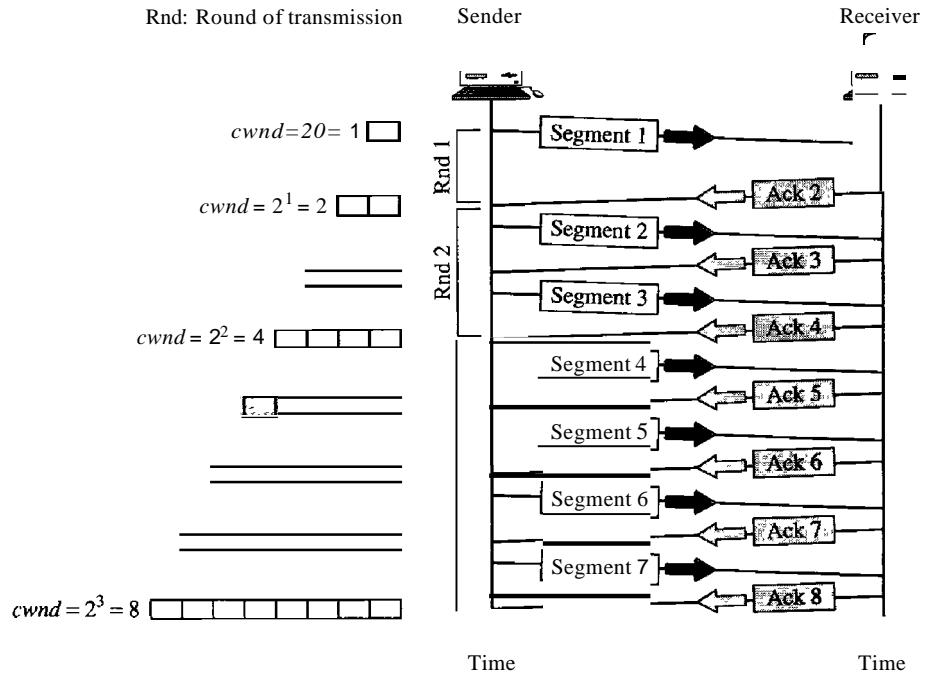 Rnd: Round of transmission
Sender
Receiver
cwnd=20= 1
Rnd 1
Segment 1
Ack 2
cwnd = 2^1 = 2
Rnd 2
Segment 2
Ack 3
Segment 3
Ack 4
cwnd = 2^2 = 4
Segment 4
Ack 5
Segment 5
Ack 6
Segment 6
Ack 7
Segment 7
Ack 8
cwnd = 2^3 = 8
Time
Time